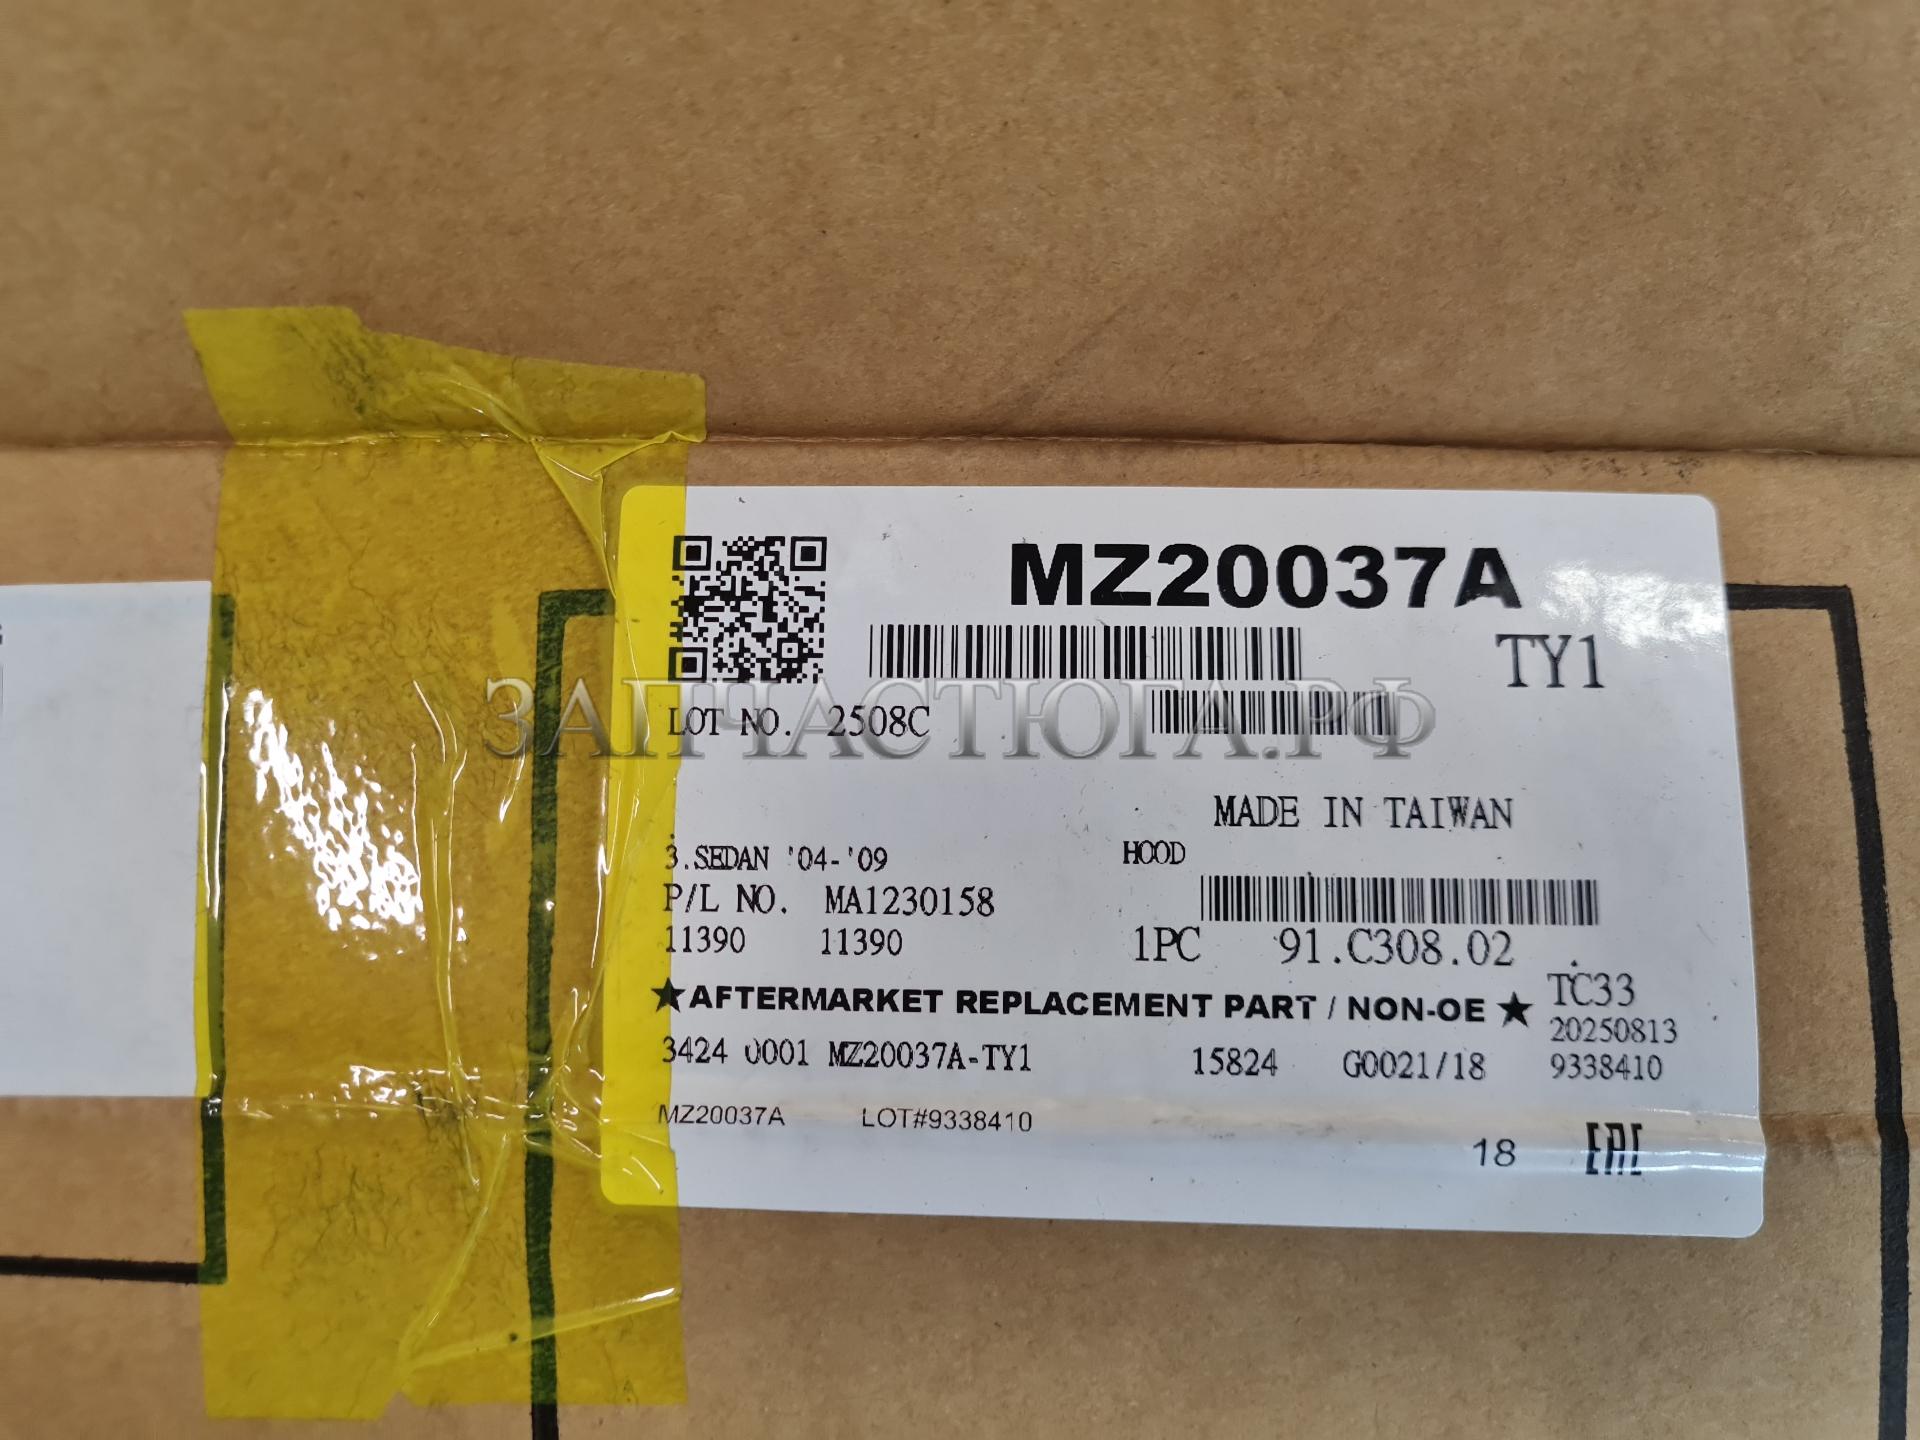 MZ20037A
TY1
LOT NO. 2508C
ЗАПЧАСТЮГА.РФ
MADE IN TAIWAN
3.SEDAN '04-'09 HOOD
P/L NO. MA1230158
11390 11390 1PC 91.C308.02
★AFTERMARKET REPLACEMENT PART / NON-OE★ TC33
20250813
3424 0001 MZ20037A-TY1 15824 G0021/18 9338410
MZ20037A LOT#9338410
18 EAC